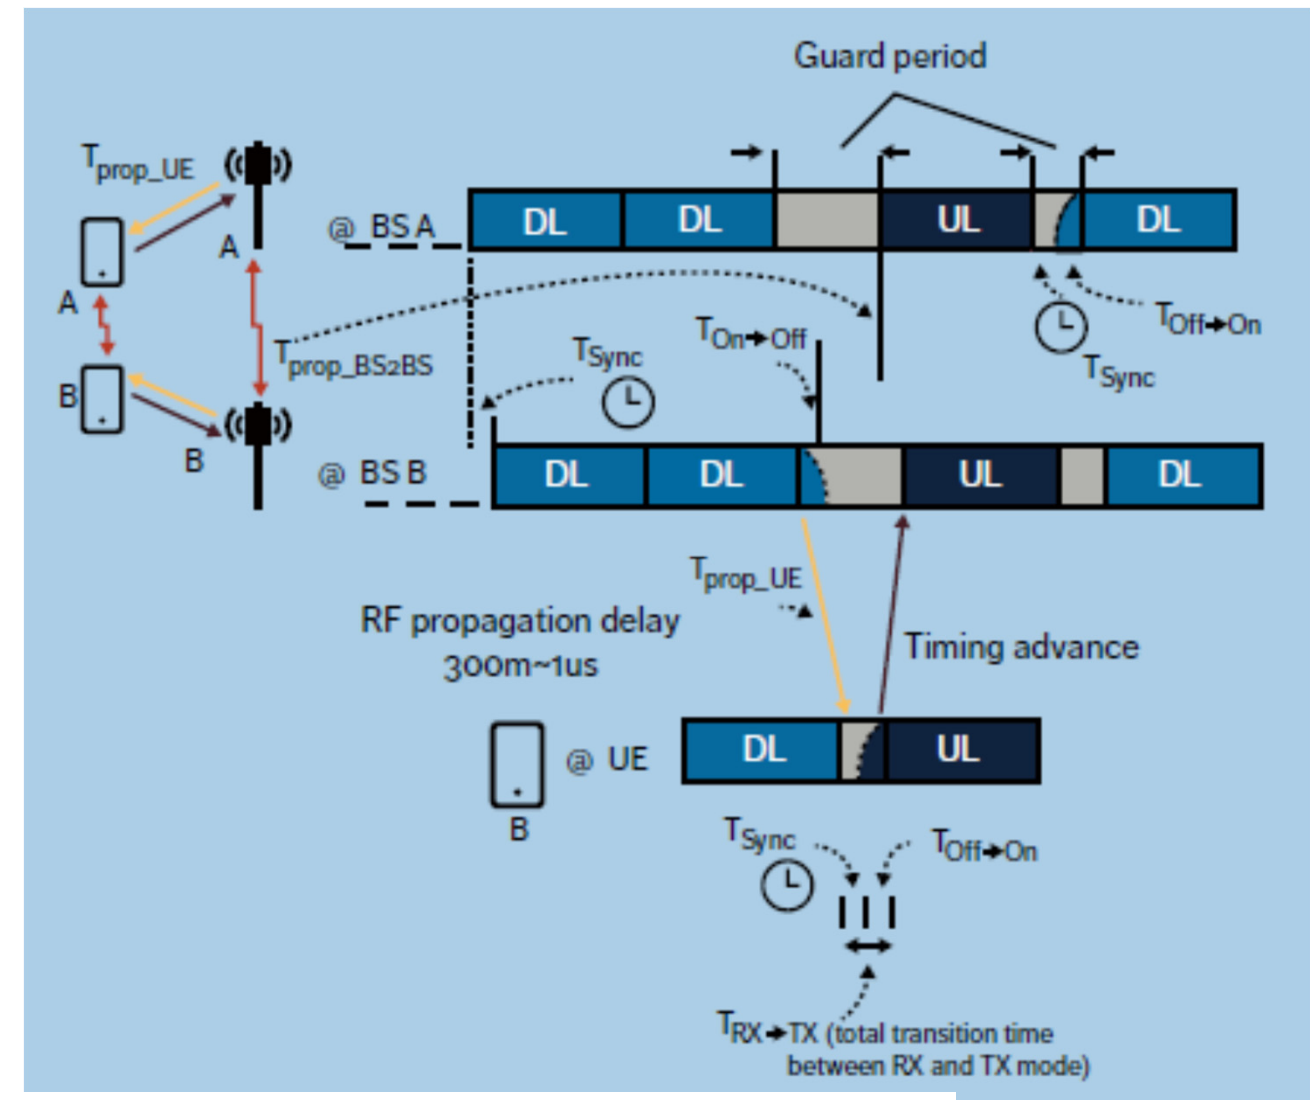 Guard period
Tprop_UE
@ BS A
DL
DL
UL
DL
A
A
Tprop_BS2BS
TSync
TOn→Off
TOff→On
TSync
B
B
@ BS B
DL
DL
UL
DL
Tprop_UE
RF propagation delay
300m~1us
Timing advance
@ UE
DL
UL
B
TSync
TOff→On
TRX→TX (total transition time
between RX and TX mode)